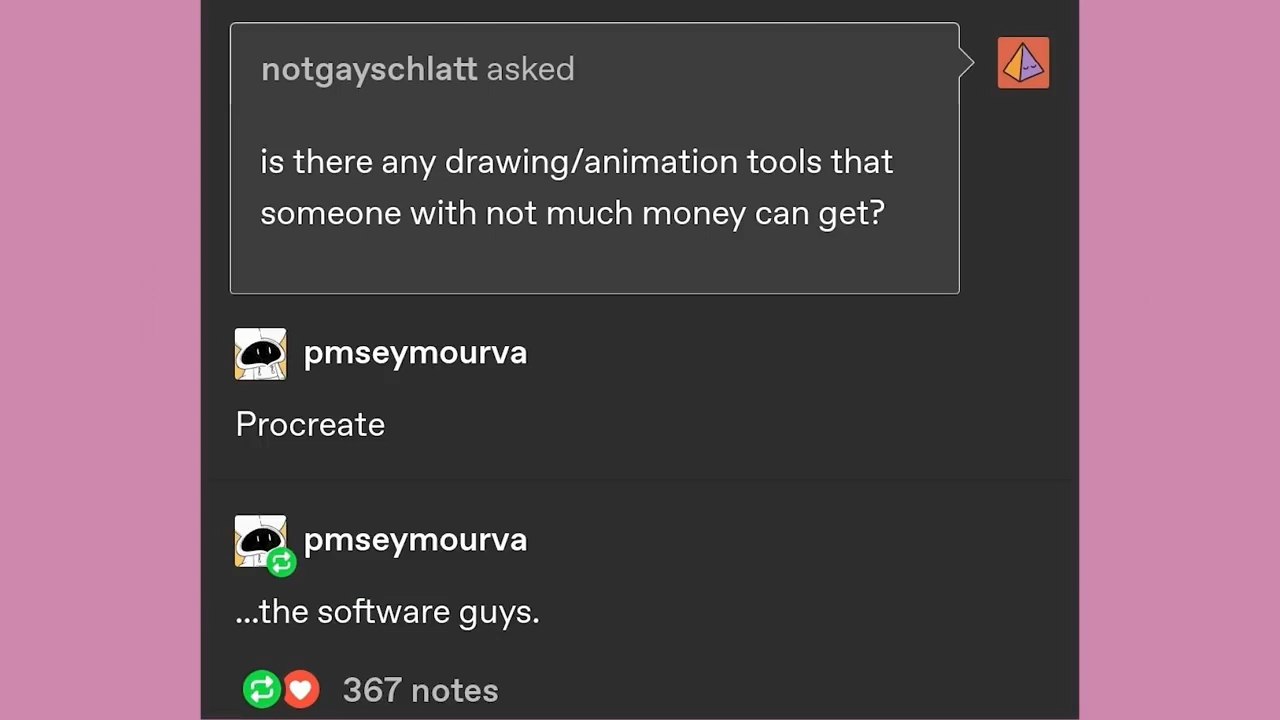 notgayschlatt asked
is there any drawing/animation tools that
someone with not much money can get?
pmseymourva
Procreate
pmseymourva
...the software guys.
367 notes